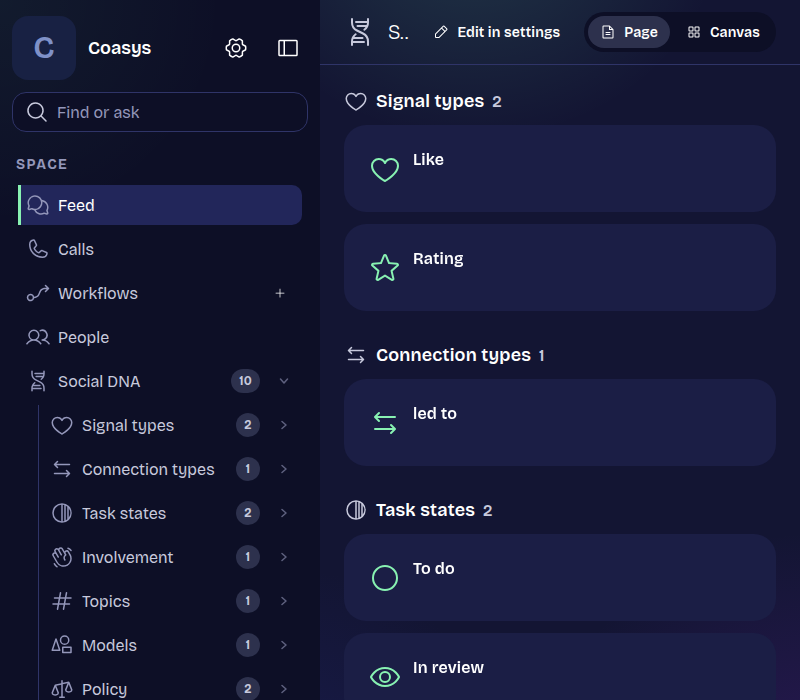 C
Coasys
Find or ask
SPACE
Feed
Calls
Workflows
People
Social DNA 10
Signal types 2
Connection types 1
Task states 2
Involvement 1
Topics 1
Models 1
Policy 2
S..
Edit in settings
Page
Canvas
Signal types 2
Like
Rating
Connection types 1
led to
Task states 2
To do
In review